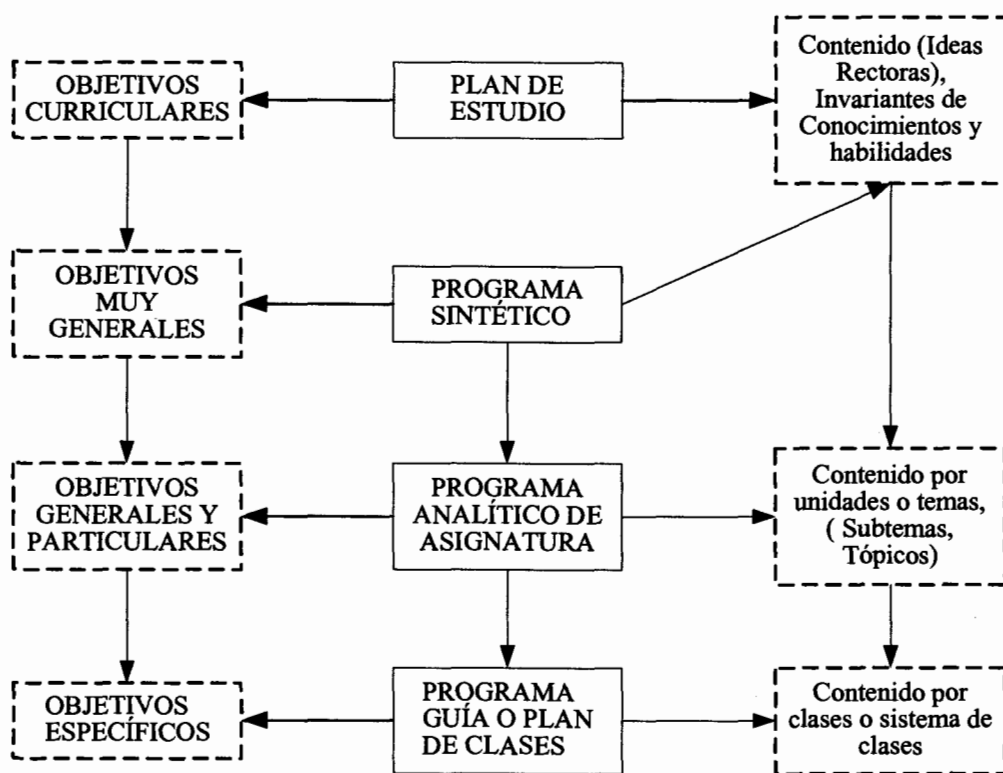 OBJETIVOS
CURRICULARES
PLAN DE
ESTUDIO
Contenido (Ideas
Rectoras),
Invariantes de
Conocimientos y
habilidades
OBJETIVOS
MUY
GENERALES
PROGRAMA
SINTÉTICO
OBJETIVOS
GENERALES Y
PARTICULARES
PROGRAMA
ANALÍTICO DE
ASIGNATURA
Contenido por
unidades o temas,
( Subtemas,
Tópicos)
OBJETIVOS
ESPECÍFICOS
PROGRAMA
GUÍA O PLAN
DE CLASES
Contenido por
clases o sistema de
clases